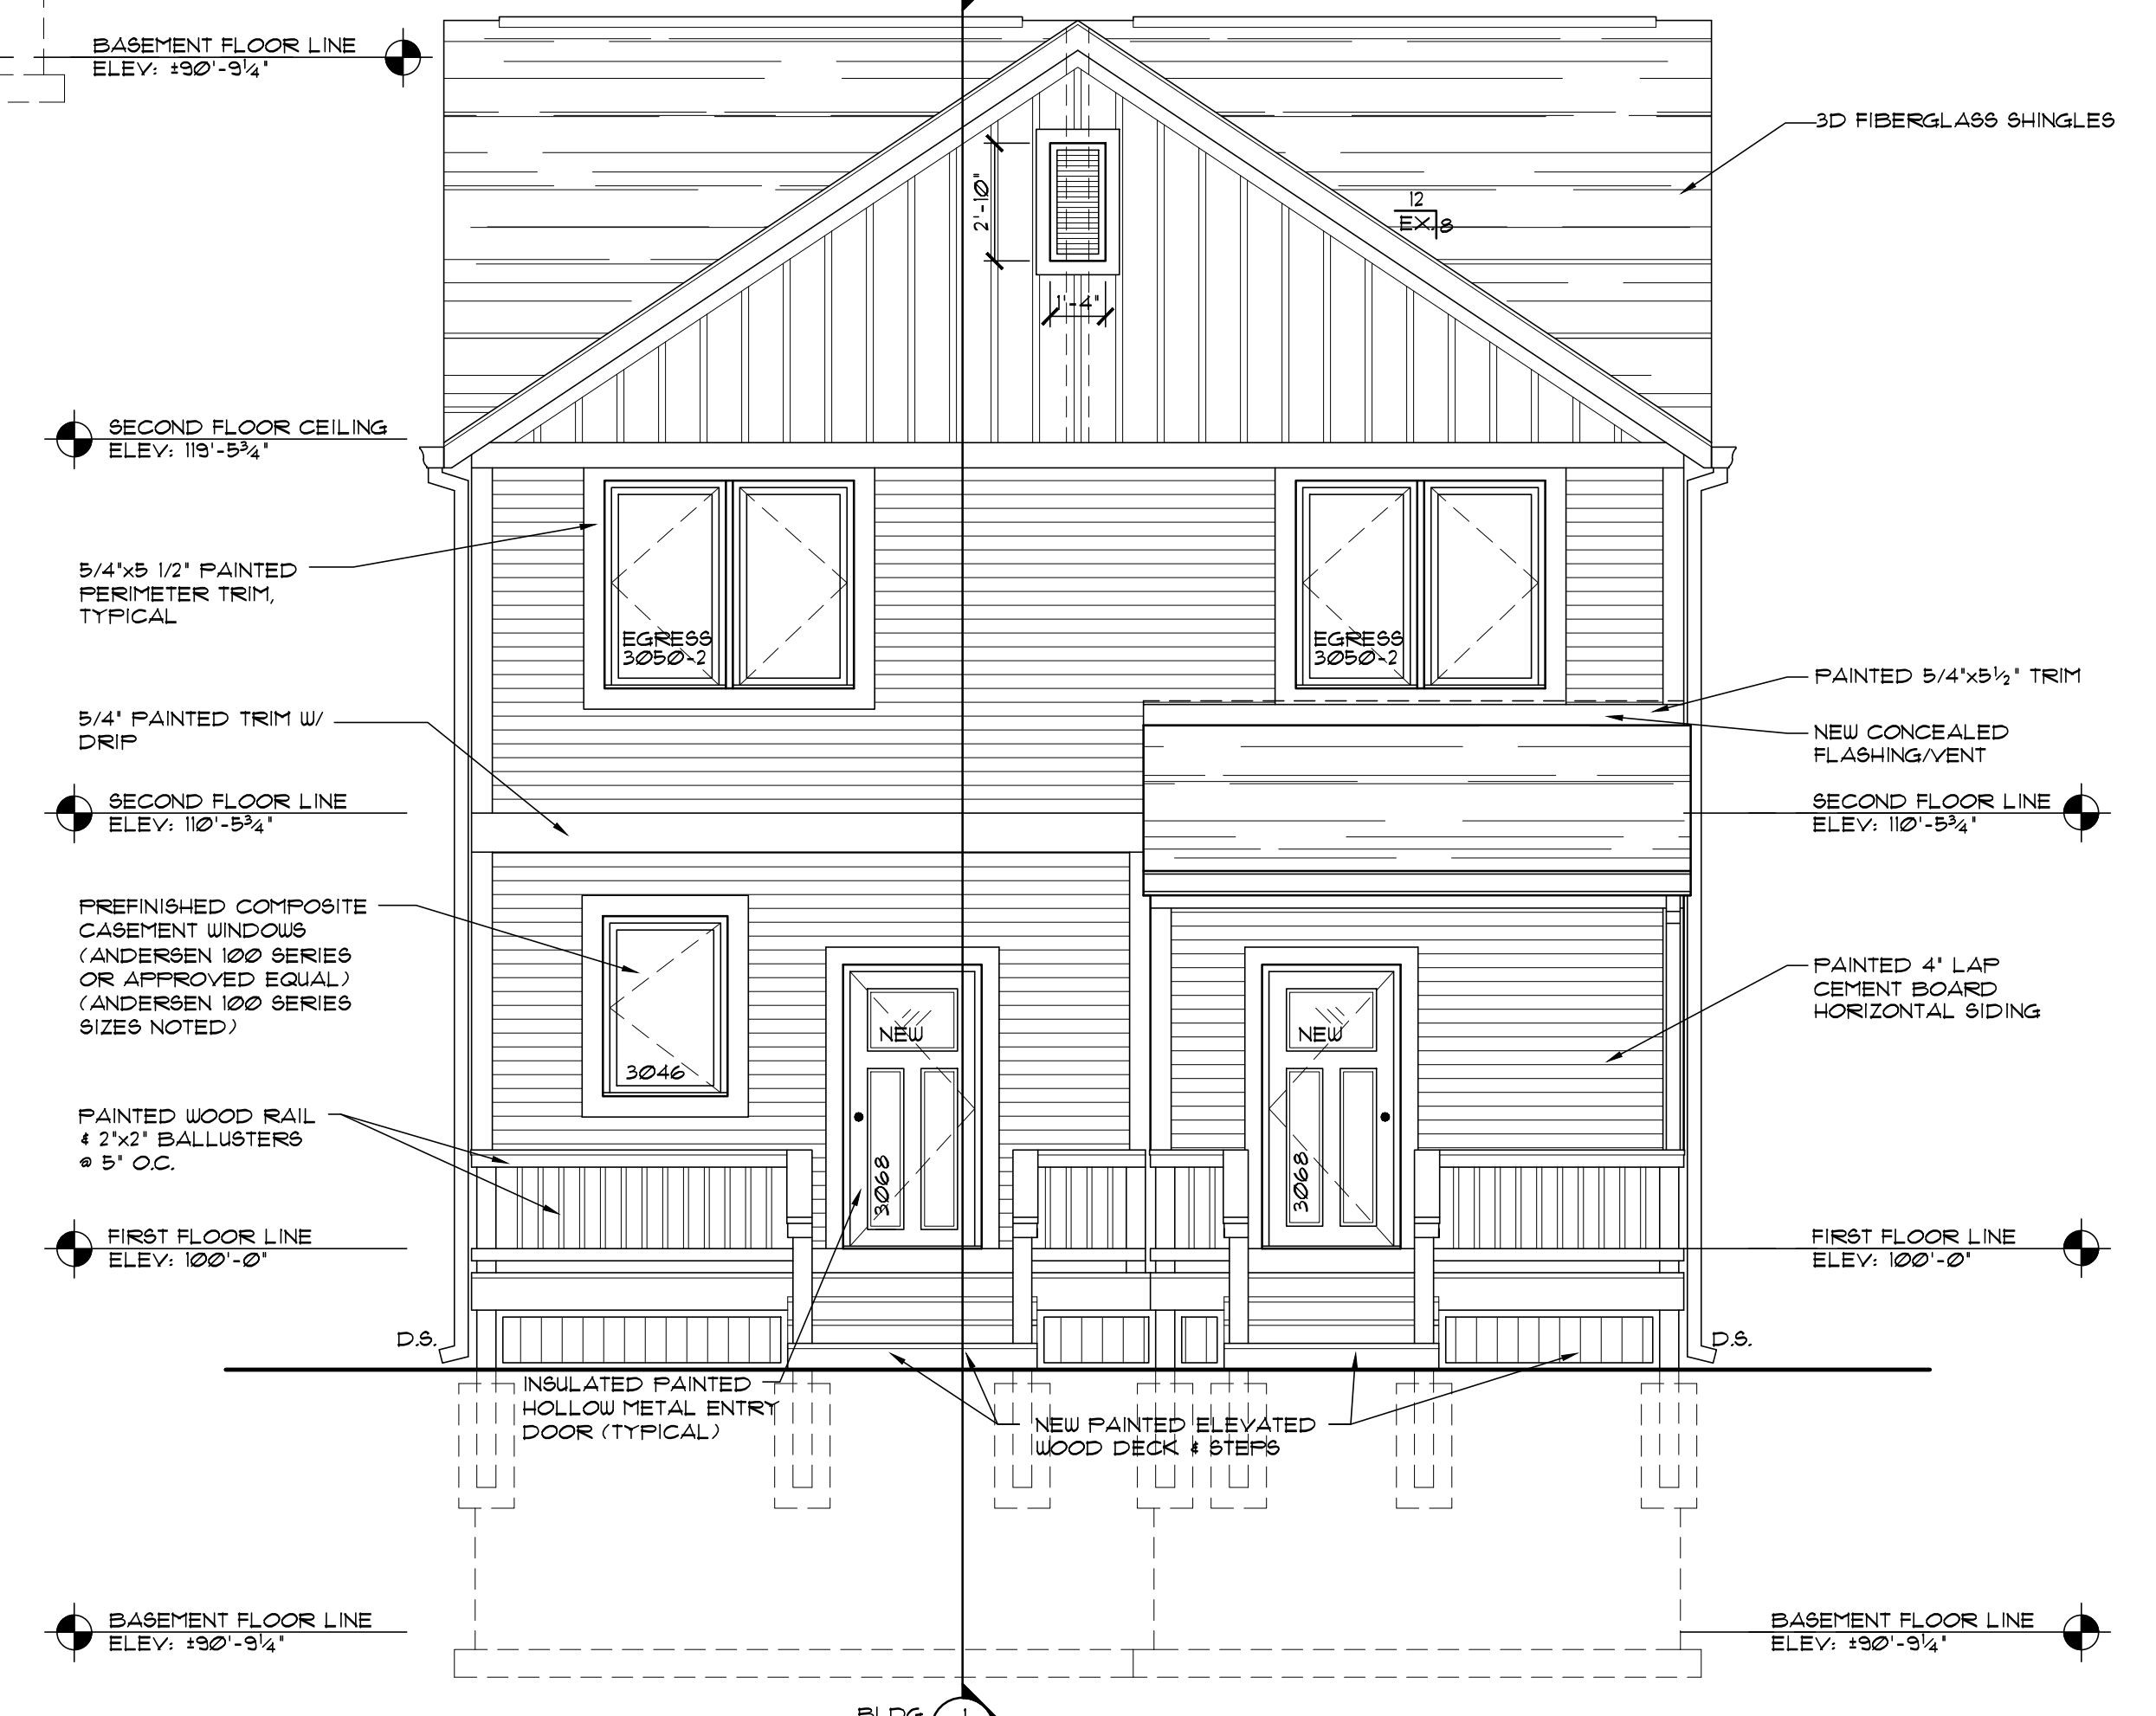 BASEMENT FLOOR LINE
ELEV: ±90'-9¼"
3D FIBERGLASS SHINGLES
2'-10"
12
EX. 8
1'-4"
SECOND FLOOR CEILING
ELEV: 119'-5¾"
5/4"x5 1/2" PAINTED
PERIMETER TRIM,
TYPICAL
EGRESS
3050-2
EGRESS
3050-2
PAINTED 5/4"x5½" TRIM
5/4" PAINTED TRIM W/
DRIP
NEW CONCEALED
FLASHING/VENT
SECOND FLOOR LINE
ELEV: 110'-5¾"
SECOND FLOOR LINE
ELEV: 110'-5¾"
PREFINISHED COMPOSITE
CASEMENT WINDOWS
(ANDERSEN 100 SERIES
OR APPROVED EQUAL)
(ANDERSEN 100 SERIES
SIZES NOTED)
PAINTED 4" LAP
CEMENT BOARD
HORIZONTAL SIDING
NEW
NEW
3046
PAINTED WOOD RAIL
& 2"x2" BALLUSTERS
@ 5" O.C.
3068
3068
FIRST FLOOR LINE
ELEV: 100'-0"
FIRST FLOOR LINE
ELEV: 100'-0"
D.S.
D.S.
INSULATED PAINTED
HOLLOW METAL ENTRY
DOOR (TYPICAL)
NEW PAINTED ELEVATED
WOOD DECK & STEPS
BASEMENT FLOOR LINE
ELEV: ±90'-9¼"
BASEMENT FLOOR LINE
ELEV: ±90'-9¼"
BLDG
1